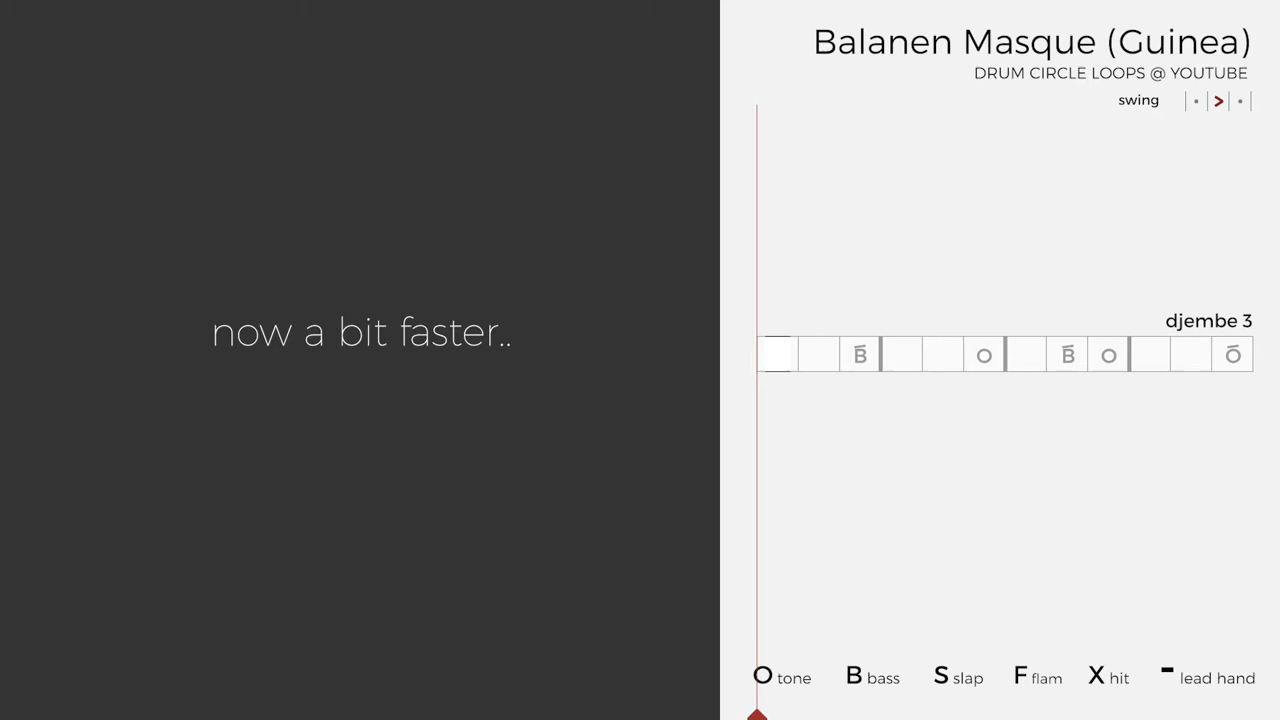 now a bit faster..
Balanen Masque (Guinea)
DRUM CIRCLE LOOPS @ YOUTUBE
swing • > •
djembe 3
B̄ O B̄ O Ō
O tone B bass S slap F flam X hit - lead hand